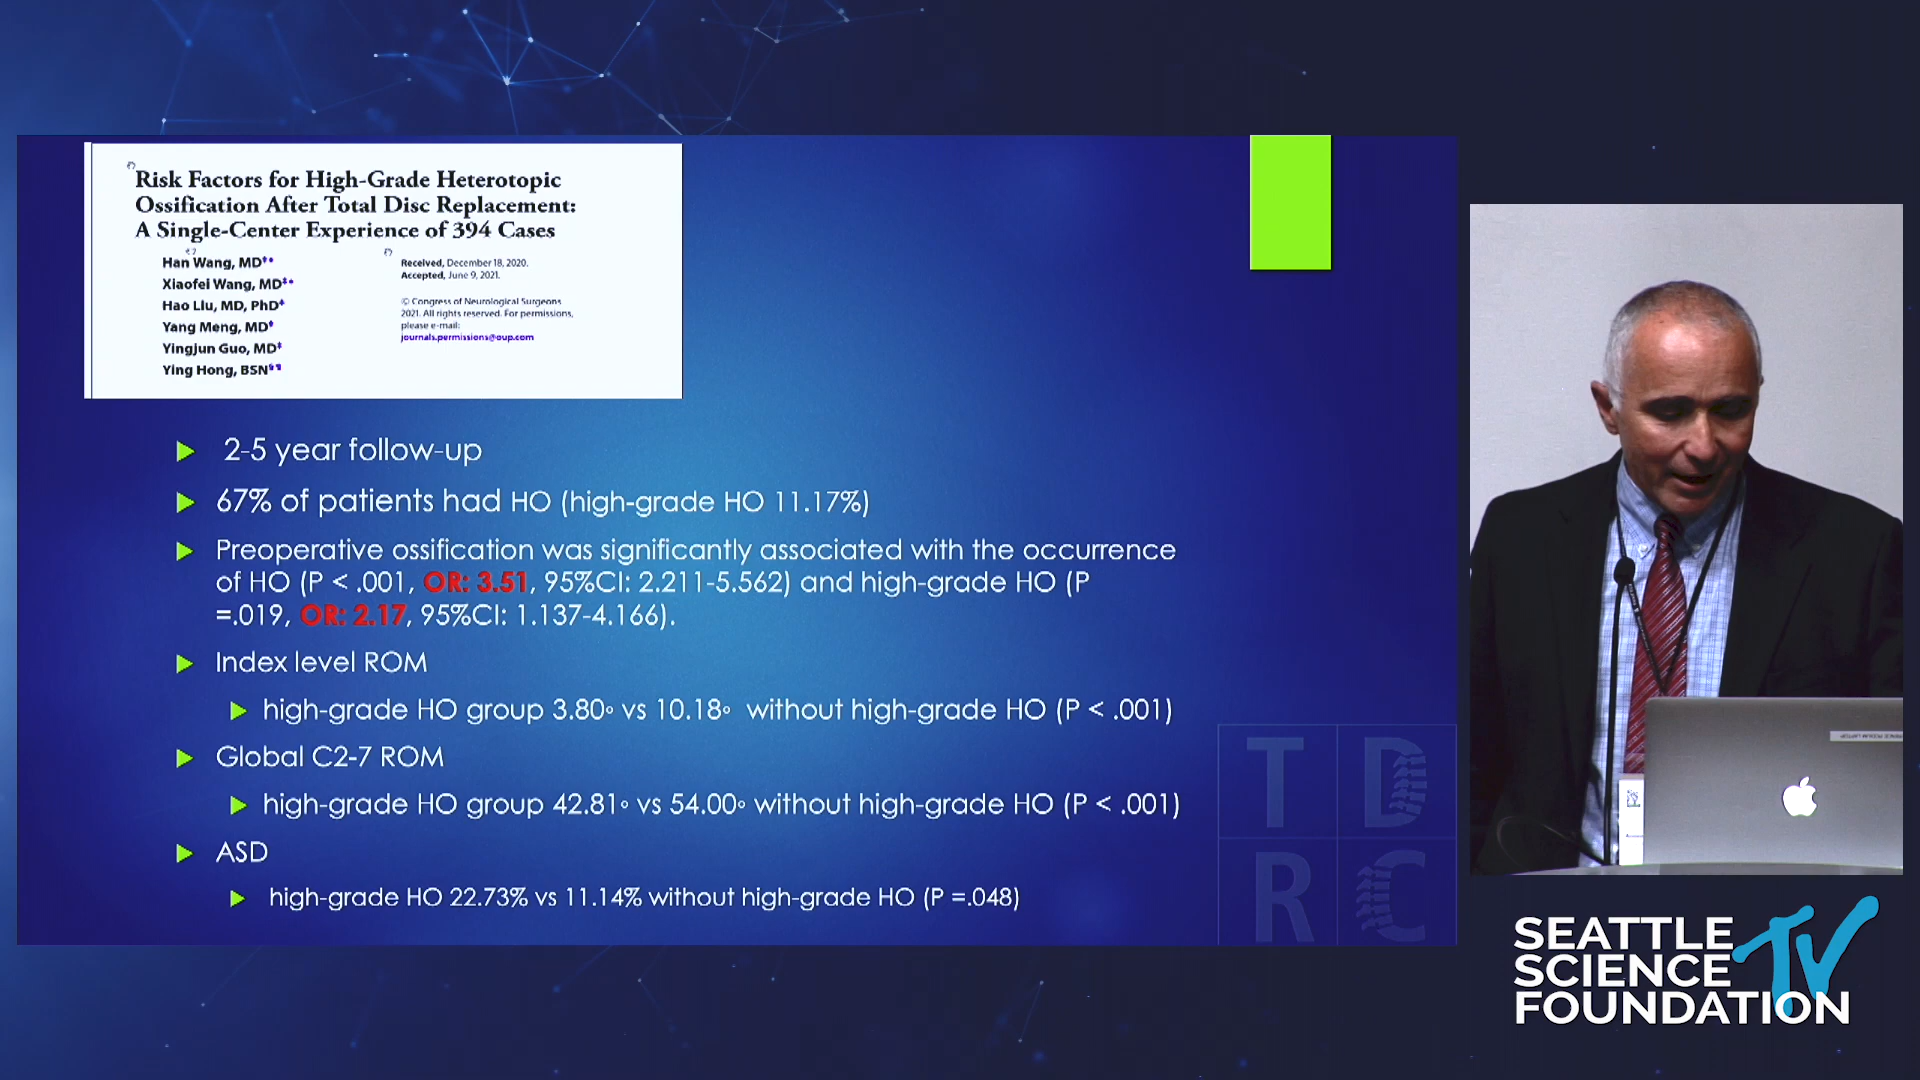 Risk Factors for High-Grade Heterotopic
Ossification After Total Disc Replacement:
A Single-Center Experience of 394 Cases
Han Wang, MD‡*
Xiaofei Wang, MD‡*
Hao Liu, MD, PhD‡
Yang Meng, MD‡
Yingjun Guo, MD‡
Ying Hong, BSN§¶
Received, December 18, 2020.
Accepted, June 9, 2021.
© Congress of Neurological Surgeons
2021. All rights reserved. For permissions,
please e-mail:
journals.permissions@oup.com
2-5 year follow-up
67% of patients had HO (high-grade HO 11.17%)
Preoperative ossification was significantly associated with the occurrence
of HO (P < .001, OR: 3.51, 95%CI: 2.211-5.562) and high-grade HO (P
=.019, OR: 2.17, 95%CI: 1.137-4.166).
Index level ROM
high-grade HO group 3.80◦ vs 10.18◦ without high-grade HO (P < .001)
Global C2-7 ROM
high-grade HO group 42.81◦ vs 54.00◦ without high-grade HO (P < .001)
ASD
high-grade HO 22.73% vs 11.14% without high-grade HO (P =.048)
T D
R C
SEATTLE
SCIENCE TV
FOUNDATION